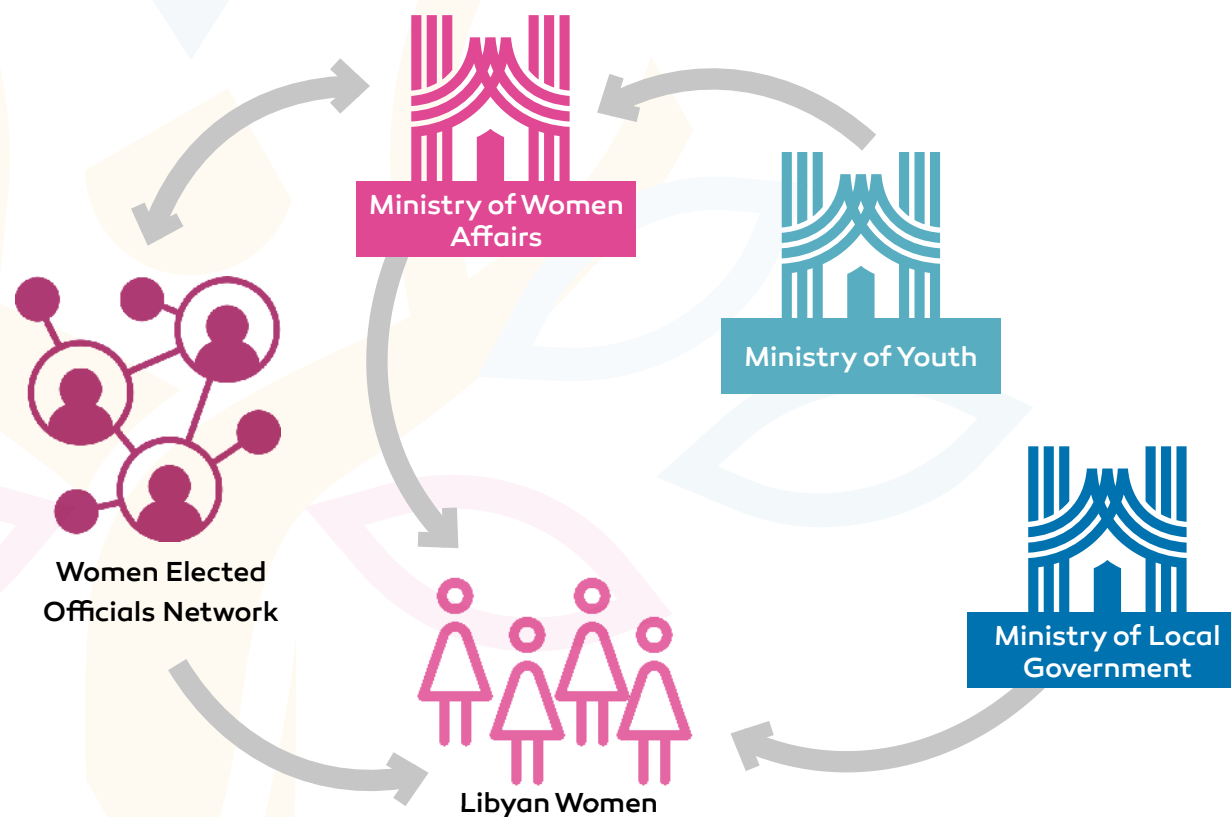 Ministry of Women
Affairs
Ministry of Youth
Women Elected
Officials Network
Ministry of Local
Government
Libyan Women